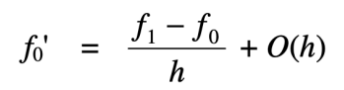 f₀' = (f₁ − f₀)/h + O(h)